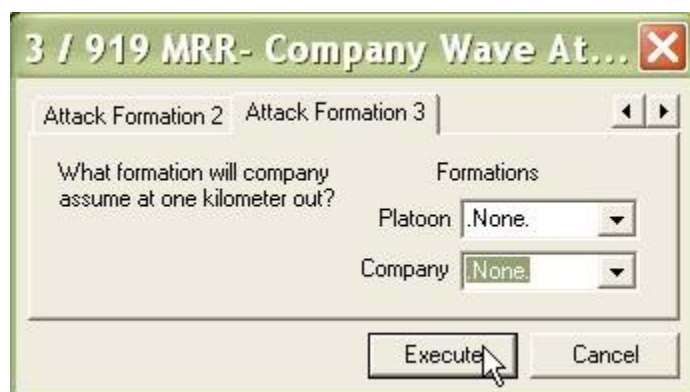 3 / 919 MRR- Company Wave At...
Attack Formation 2 Attack Formation 3
What formation will company
assume at one kilometer out?
Formations
Platoon .None.
Company .None.
Execute Cancel